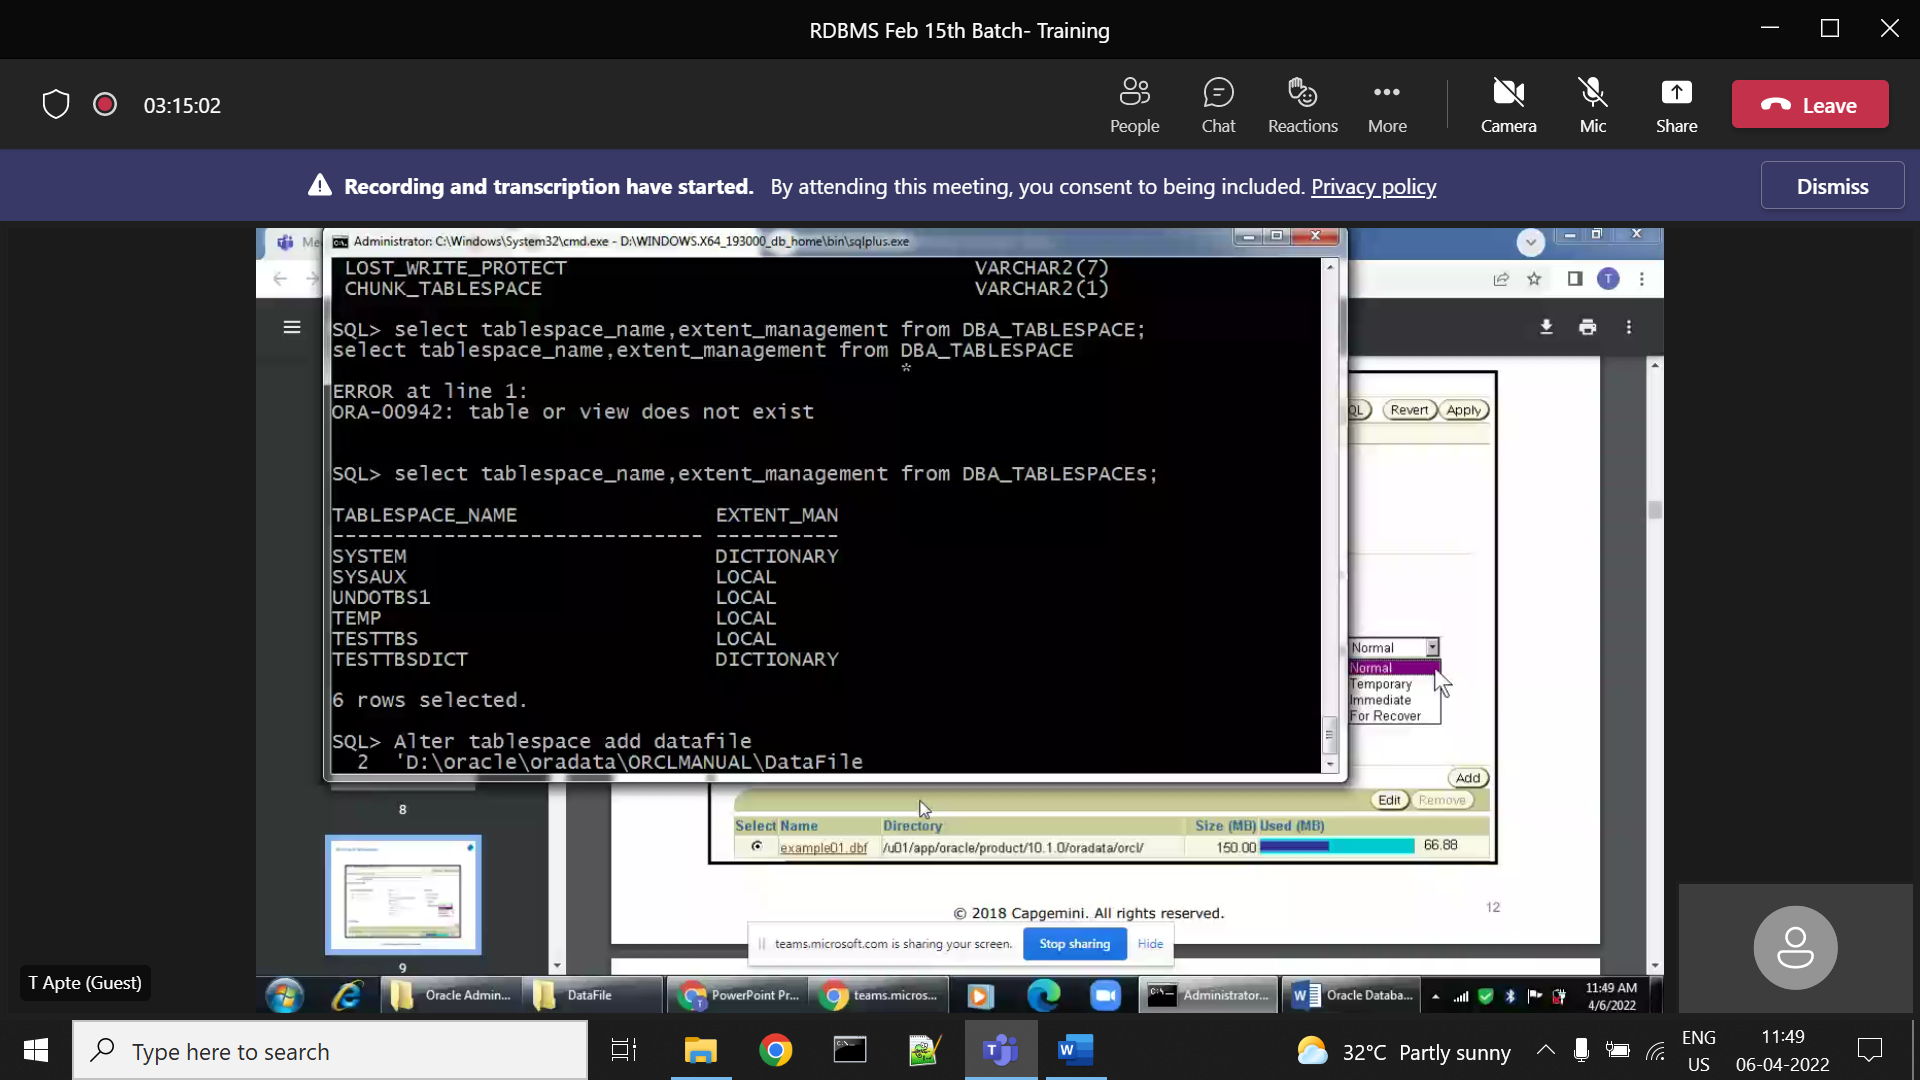 RDBMS Feb 15th Batch- Training
03:15:02
People
Chat
Reactions
More
Camera
Mic
Share
Leave
Recording and transcription have started. By attending this meeting, you consent to being included. Privacy policy
Dismiss
Me
Administrator: C:\Windows\System32\cmd.exe - D:\WINDOWS.X64_193000_db_home\bin\sqlplus.exe
LOST_WRITE_PROTECT VARCHAR2(7)
CHUNK_TABLESPACE VARCHAR2(1)
SQL> select tablespace_name,extent_management from DBA_TABLESPACE;
select tablespace_name,extent_management from DBA_TABLESPACE
*
ERROR at line 1:
ORA-00942: table or view does not exist
SQL> select tablespace_name,extent_management from DBA_TABLESPACEs;
TABLESPACE_NAME EXTENT_MAN
------------------------------ ----------
SYSTEM DICTIONARY
SYSAUX LOCAL
UNDOTBS1 LOCAL
TEMP LOCAL
TESTTBS LOCAL
TESTTBSDICT DICTIONARY
6 rows selected.
SQL> Alter tablespace add datafile
2 'D:\oracle\oradata\ORCLMANUAL\DataFile
T
QL Revert Apply
Normal
Normal
Temporary
Immediate
For Recover
Add
Edit Remove
Select Name Directory Size (MB) Used (MB)
example01.dbf /u01/app/oracle/product/10.1.0/oradata/orcl/ 150.00 66.88
© 2018 Capgemini. All rights reserved.
12
8
9
teams.microsoft.com is sharing your screen. Stop sharing Hide
T Apte (Guest)
Oracle Admin...
DataFile
PowerPoint Pr...
teams.micros...
Administrator...
Oracle Databa...
11:49 AM
4/6/2022
Type here to search
32°C Partly sunny
ENG
US
11:49
06-04-2022